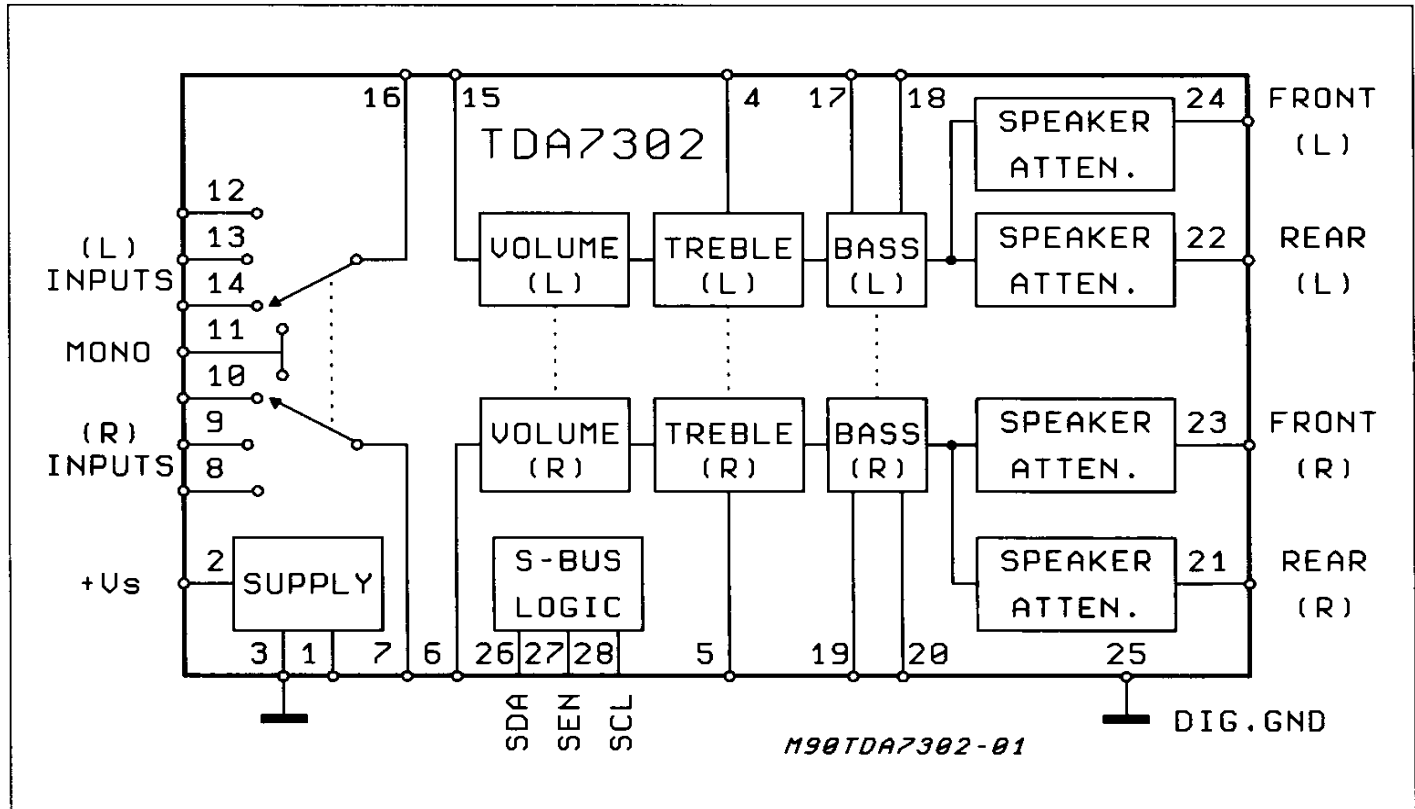 16 15 4 17 18 24 FRONT
(L)
TDA7302
SPEAKER
ATTEN.
12
(L)
INPUTS
13
14
VOLUME
(L)
TREBLE
(L)
BASS
(L)
SPEAKER
ATTEN.
22 REAR
(L)
MONO 11
10
(R)
INPUTS
9
8
VOLUME
(R)
TREBLE
(R)
BASS
(R)
SPEAKER
ATTEN.
23 FRONT
(R)
+Vs 2
SUPPLY
S-BUS
LOGIC
SPEAKER
ATTEN.
21 REAR
(R)
3 1 7 6 26 27 28 5 19 20 25
SDA
SEN
SCL
DIG.GND
M90TDA7302-01